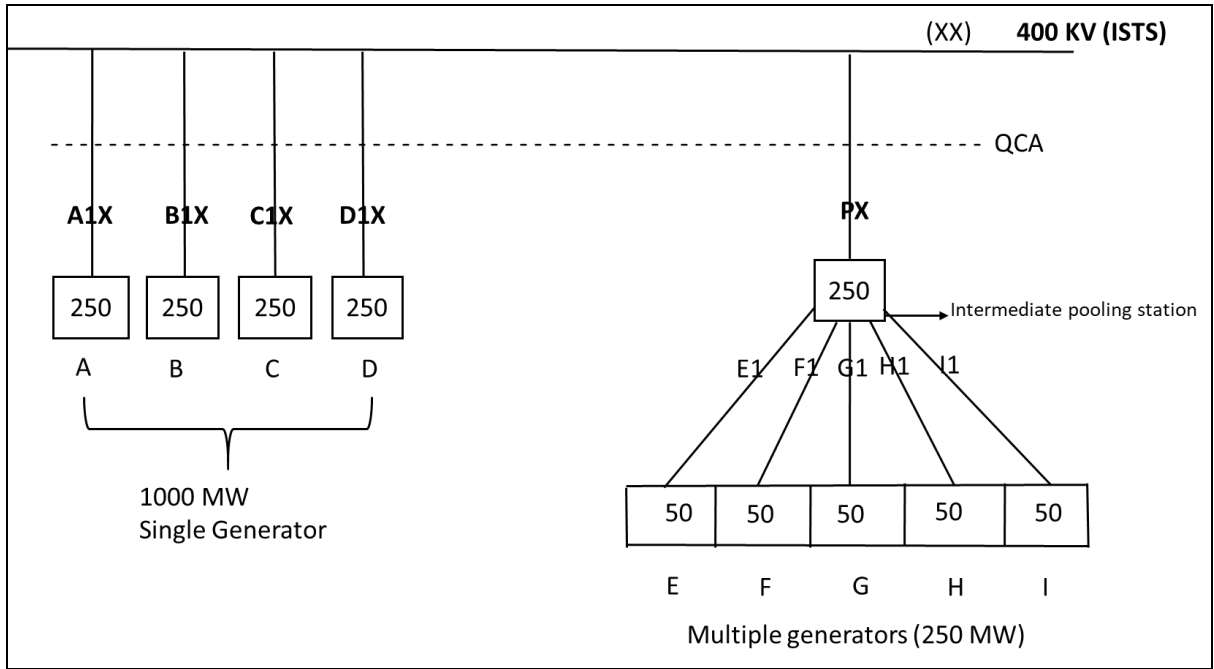 (XX) 400 KV (ISTS)
QCA
A1X B1X C1X D1X PX
250 250 250 250 250
Intermediate pooling station
A B C D
E1 F1 G1 H1 I1
1000 MW
Single Generator
50 50 50 50 50
E F G H I
Multiple generators (250 MW)